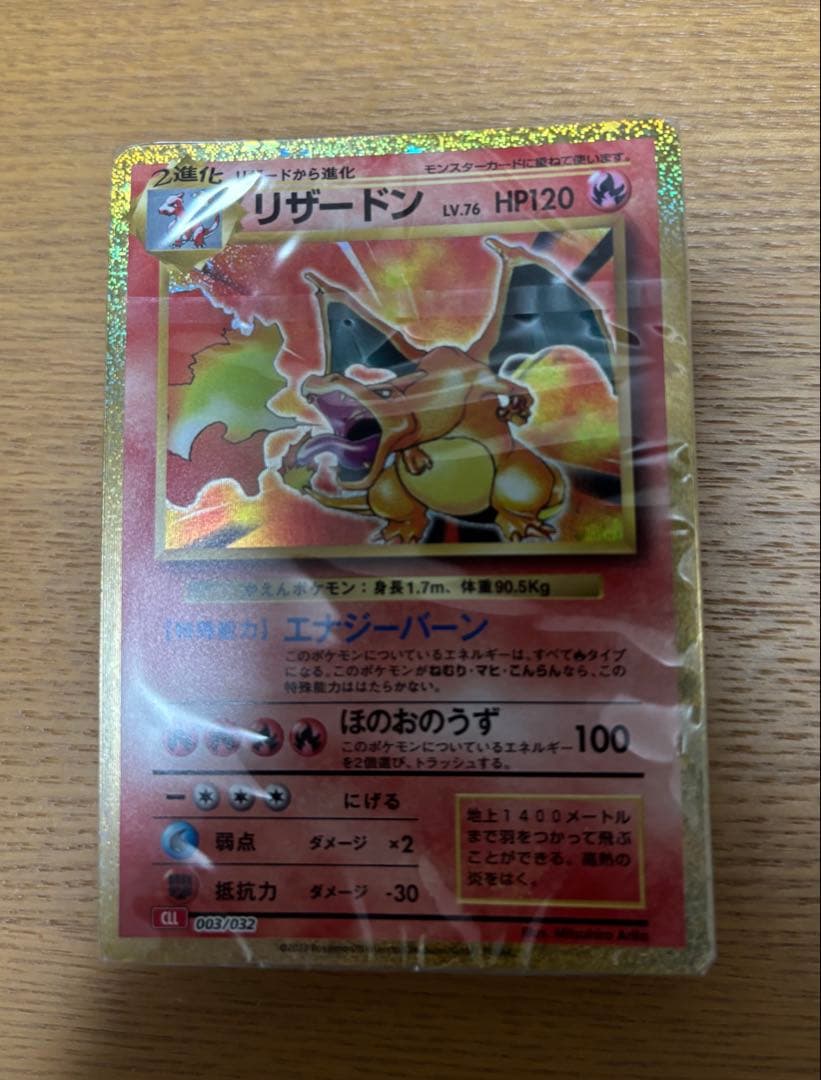 2進化 リザードから進化 モンスターカードに重ねて使います。
リザードン LV.76 HP120
かえんポケモン：身長1.7m、体重90.5Kg
【特殊能力】 エナジーバーン
このポケモンについているエネルギーは、すべて🔥タイプ
になる。このポケモンがねむり・マヒ・こんらんなら、この
特殊能力ははたらかない。
ほのおのうず 100
このポケモンについているエネルギー
を2個選び、トラッシュする。
にげる
弱点 ダメージ ×2
抵抗力 ダメージ -30
地上1400メートル
まで羽をつかって飛ぶ
ことができる。高熱の
炎をはく。
CLL 003/032
Illus. Mitsuhiro Arita